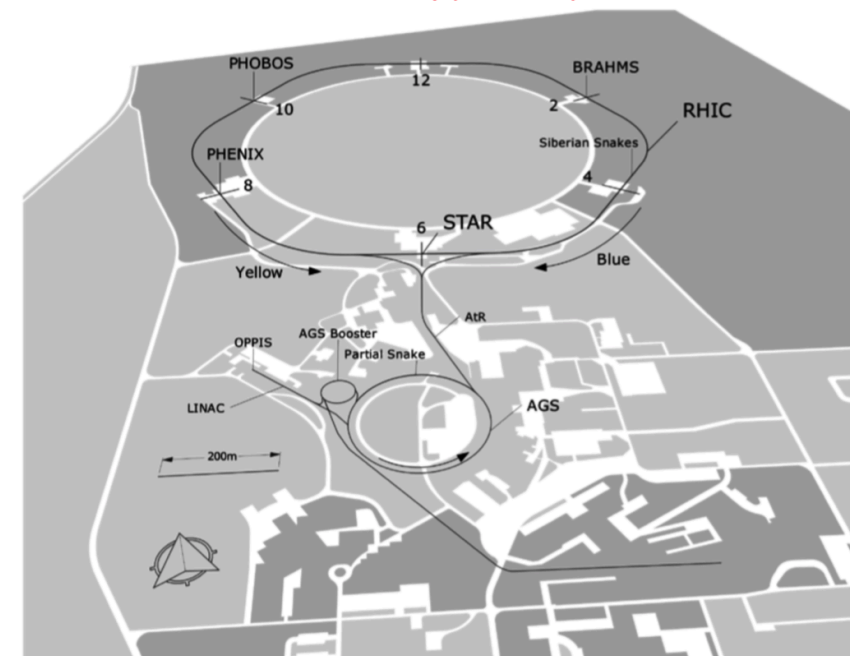 PHOBOS
12
BRAHMS
10
2
RHIC
Siberian Snakes
PHENIX
8
4
6
STAR
Yellow
Blue
AtR
AGS Booster
OPPIS
Partial Snake
LINAC
AGS
200m